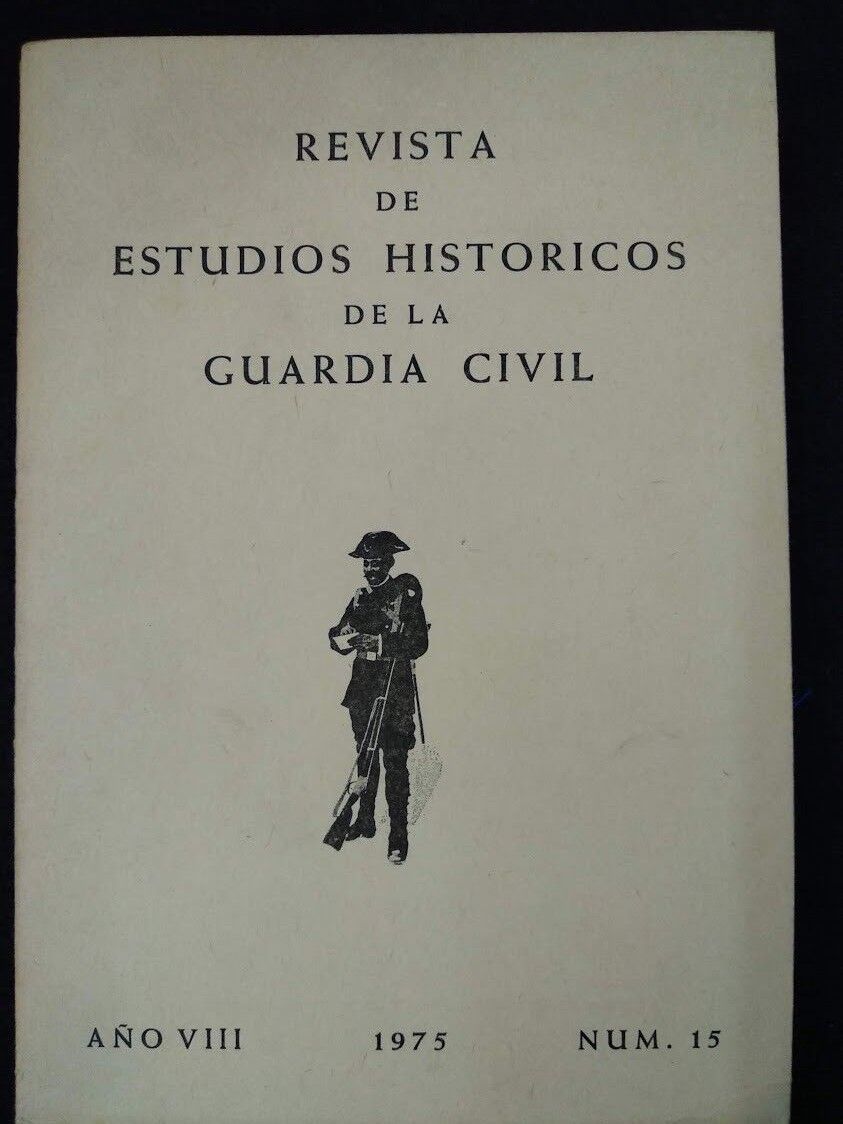 REVISTA
DE
ESTUDIOS HISTORICOS
DE LA
GUARDIA CIVIL
AÑO VIII 1975 NUM. 15